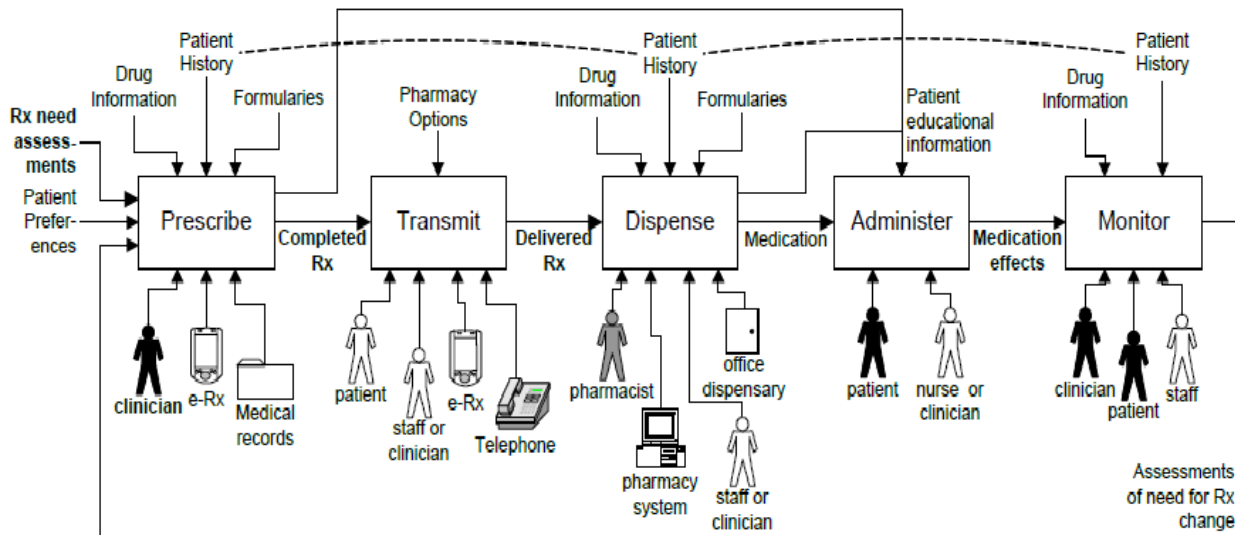 Patient
History
Patient
History
Patient
History
Drug
Information
Formularies
Pharmacy
Options
Drug
Information
Formularies
Patient
educational
information
Drug
Information
Rx need
assess-
ments
Patient
Prefer-
ences
Prescribe
Completed
Rx
Transmit
Delivered
Rx
Dispense
Medication
Administer
Medication
effects
Monitor
clinician
e-Rx
Medical
records
patient
staff or
clinician
e-Rx
Telephone
pharmacist
pharmacy
system
office
dispensary
staff or
clinician
patient
nurse or
clinician
clinician
patient
staff
Assessments
of need for Rx
change